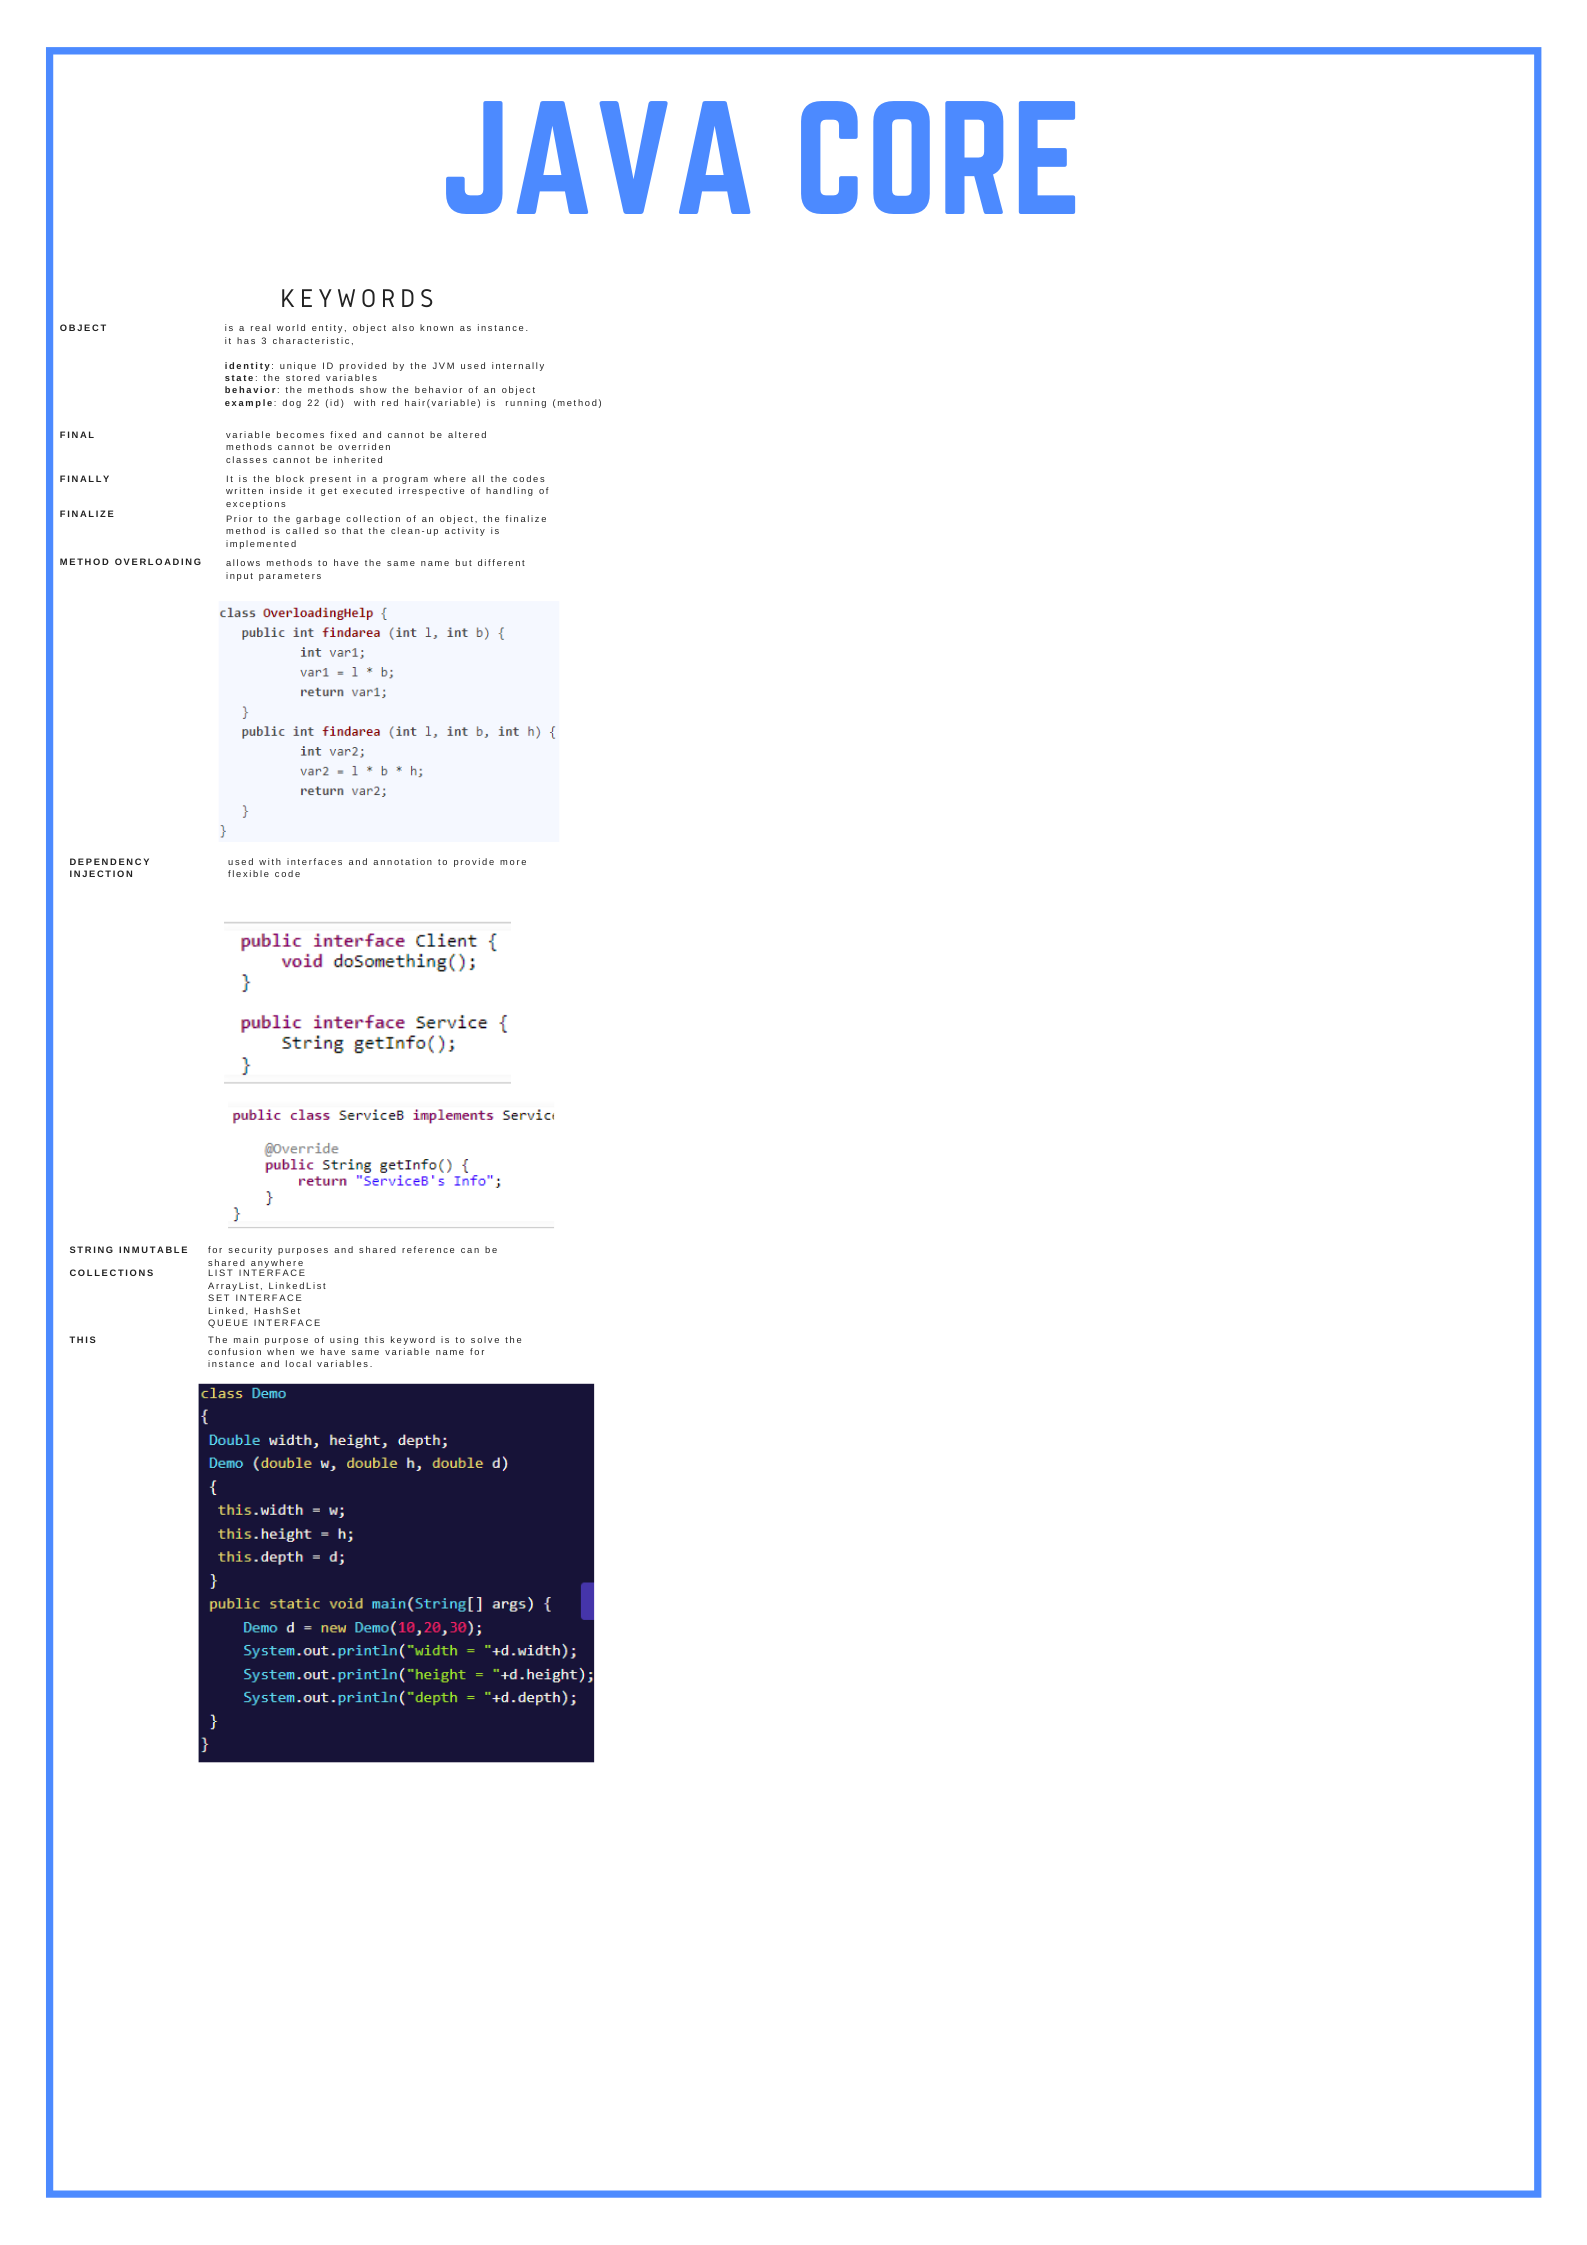 JAVA CORE
KEYWORDS
OBJECT
is a real world entity, object also known as instance.
it has 3 characteristic,
identity: unique ID provided by the JVM used internally
state: the stored variables
behavior: the methods show the behavior of an object
example: dog 22 (id)  with red hair(variable) is  running (method)
FINAL
variable becomes fixed and cannot be altered
methods cannot be overriden
classes cannot be inherited
FINALLY
It is the block present in a program where all the codes
written inside it get executed irrespective of handling of
exceptions
FINALIZE
Prior to the garbage collection of an object, the finalize
method is called so that the clean-up activity is
implemented
METHOD OVERLOADING
allows methods to have the same name but different
input parameters
class OverloadingHelp {
public int findarea (int l, int b) {
int var1;
var1 = l * b;
return var1;
}
public int findarea (int l, int b, int h) {
int var2;
var2 = l * b * h;
return var2;
}
}
DEPENDENCY
INJECTION
used with interfaces and annotation to provide more
flexible code
public interface Client {
void doSomething();
}
public interface Service {
String getInfo();
}
public class ServiceB implements Service
@Override
public String getInfo() {
return "ServiceB's Info";
}
}
STRING INMUTABLE
for security purposes and shared reference can be
shared anywhere
COLLECTIONS
LIST INTERFACE
ArrayList, LinkedList
SET INTERFACE
Linked, HashSet
QUEUE INTERFACE
THIS
The main purpose of using this keyword is to solve the
confusion when we have same variable name for
instance and local variables.
class Demo
{
Double width, height, depth;
Demo (double w, double h, double d)
{
this.width = w;
this.height = h;
this.depth = d;
}
public static void main(String[] args) {
Demo d = new Demo(10,20,30);
System.out.println("width = "+d.width);
System.out.println("height = "+d.height);
System.out.println("depth = "+d.depth);
}
}